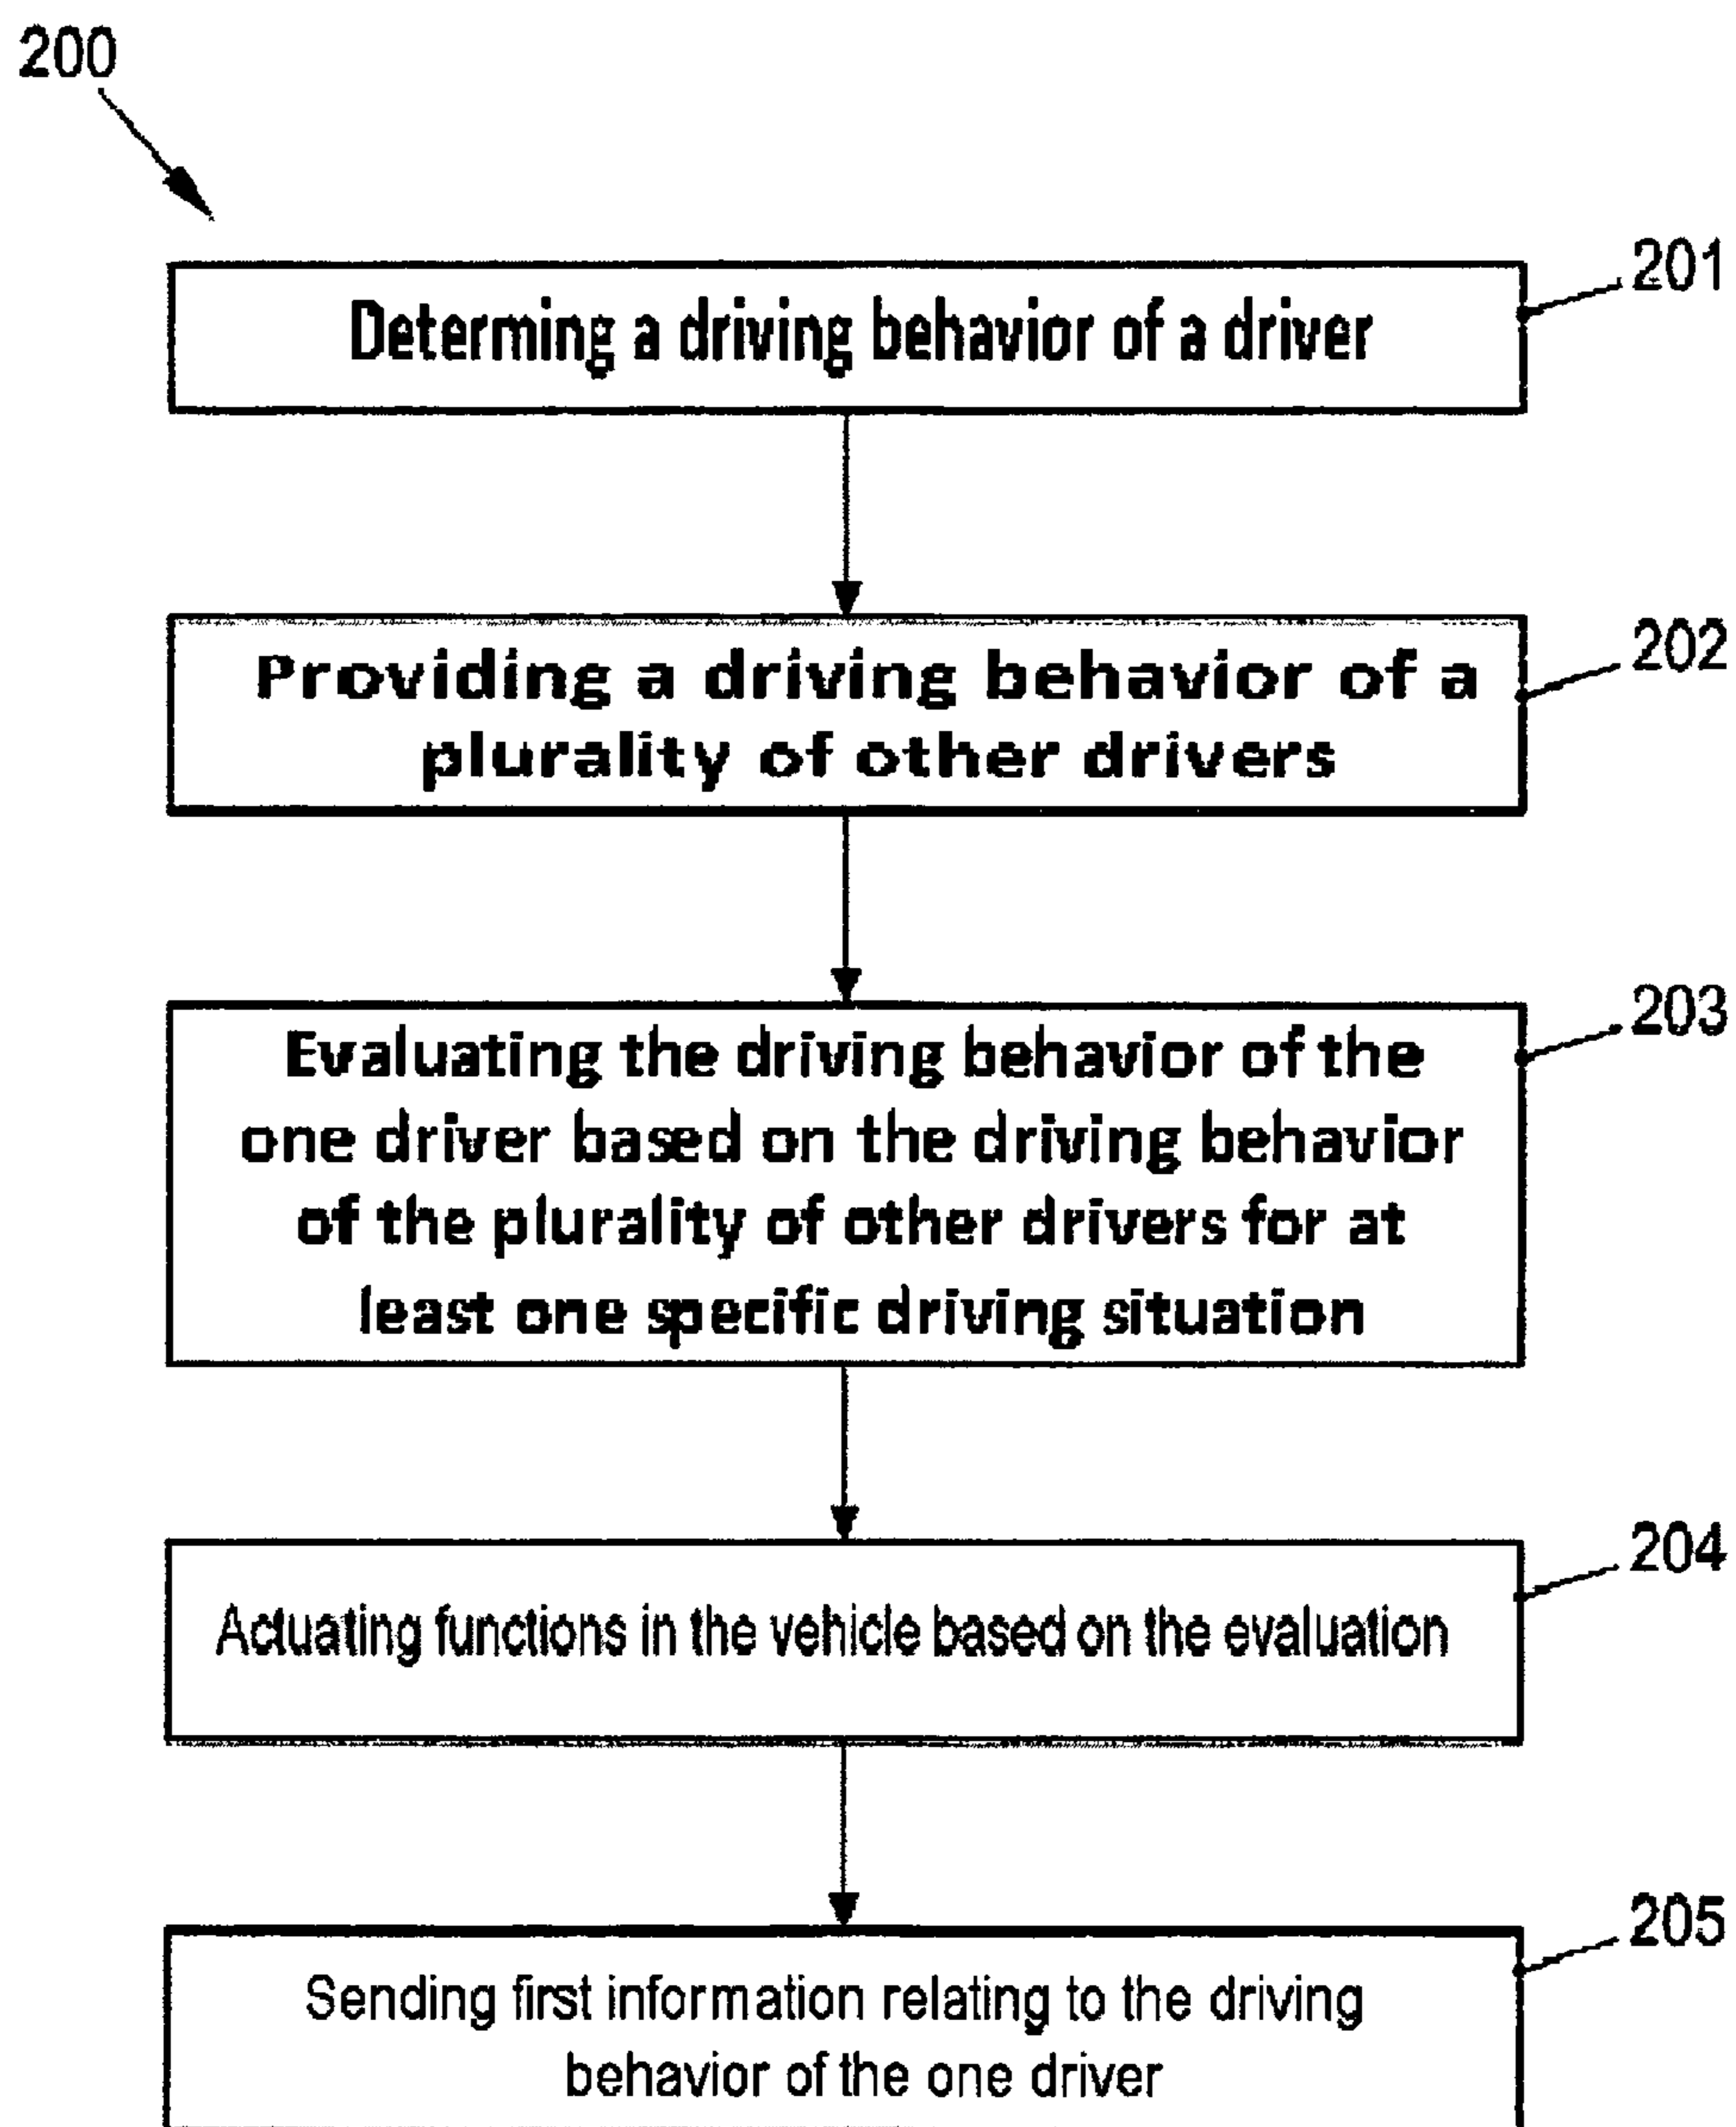 200
201
Determing a driving behavior of a driver
202
Providing a driving behavior of a
plurality of other drivers
203
Evaluating the driving behavior of the
one driver based on the driving behavior
of the plurality of other drivers for at
least one specific driving situation
204
Actuating functions in the vehicle based on the evaluation
205
Sending first information relating to the driving
behavior of the one driver